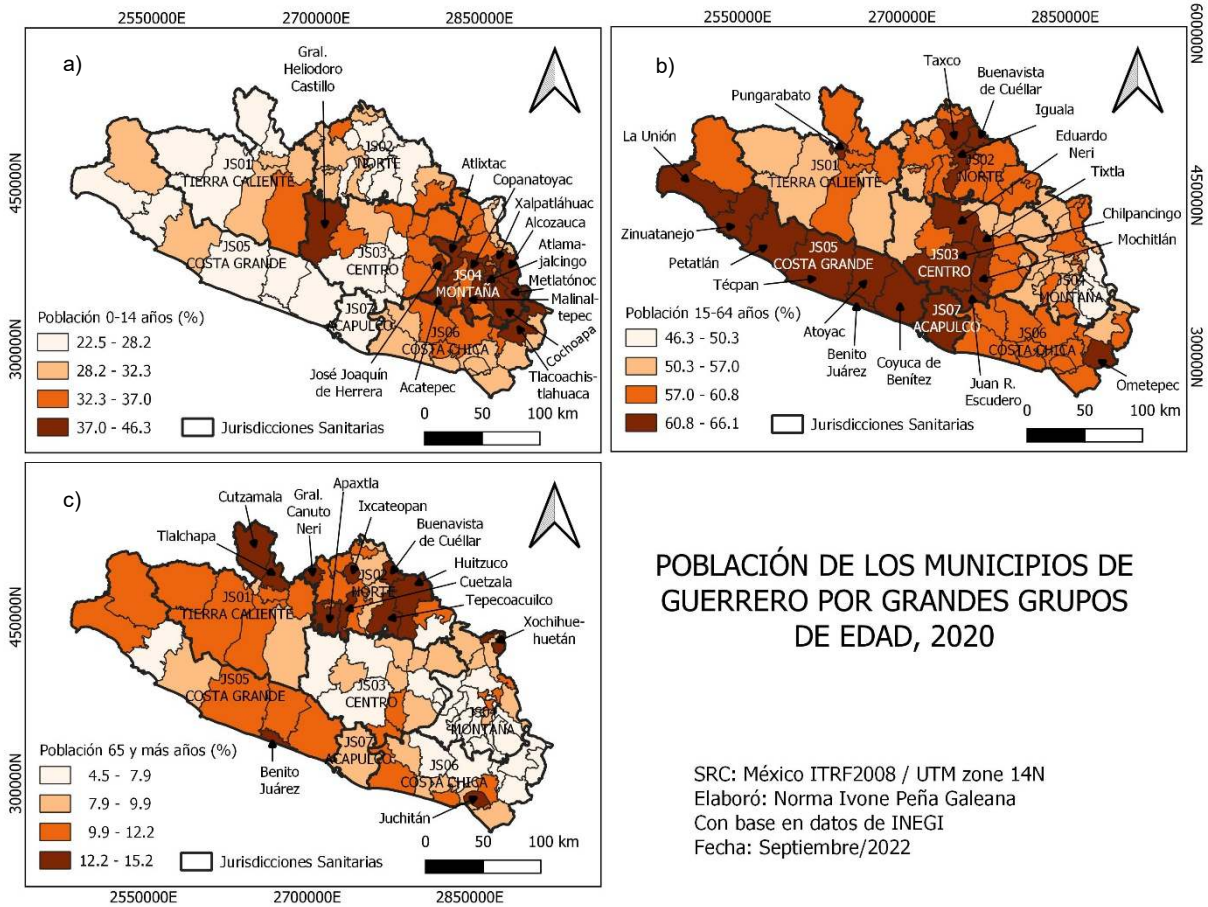 2550000E
2700000E
2850000E
2550000E
2700000E
2850000E
600000N
450000N
300000N
450000N
300000N
a)
Gral.
Heliodoro
Castillo
JS01
TIERRA CALIENTE
JS02
NORTE
JS05
COSTA GRANDE
JS03
CENTRO
JS04
MONTAÑA
JS07
ACAPULCO
JS06
COSTA CHICA
Atlixtac
Copanatoyac
Xalpatláhuac
Alcozauca
Atlama-
jalcingo
Metlatónoc
Malinal-
tepec
Cochoapa
Tlacoachis-
tlahuaca
Acatepec
José Joaquín
de Herrera
Población 0-14 años (%)
22.5 - 28.2
28.2 - 32.3
32.3 - 37.0
37.0 - 46.3
Jurisdicciones Sanitarias
0 50 100 km
b)
Taxco
Buenavista
de Cuéllar
Pungarabato
Iguala
La Unión
Eduardo
Neri
Tixtla
JS01
TIERRA CALIENTE
JS02
NORTE
Chilpancingo
Zinuatanejo
Mochitlán
Petatlán
JS05
COSTA GRANDE
JS03
CENTRO
JS04
MONTAÑA
Técpan
JS07
ACAPULCO
JS06
COSTA CHICA
Atoyac
Benito
Juárez
Coyuca de
Benítez
Juan R.
Escudero
Ometepec
Población 15-64 años (%)
46.3 - 50.3
50.3 - 57.0
57.0 - 60.8
60.8 - 66.1
Jurisdicciones Sanitarias
0 50 100 km
c)
Cutzamala
Gral.
Canuto
Neri
Apaxtla
Ixcateopan
Tlalchapa
Buenavista
de Cuéllar
Huitzuco
Cuetzala
Tepecoacuilco
Xochihue-
huetán
JS01
TIERRA CALIENTE
JS02
NORTE
JS05
COSTA GRANDE
JS03
CENTRO
JS04
MONTAÑA
JS07
ACAPULCO
JS06
COSTA CHICA
Benito
Juárez
Juchitán
Población 65 y más años (%)
4.5 - 7.9
7.9 - 9.9
9.9 - 12.2
12.2 - 15.2
Jurisdicciones Sanitarias
0 50 100 km
450000N
300000N
2550000E
2700000E
2850000E
POBLACIÓN DE LOS MUNICIPIOS DE
GUERRERO POR GRANDES GRUPOS
DE EDAD, 2020
SRC: México ITRF2008 / UTM zone 14N
Elaboró: Norma Ivone Peña Galeana
Con base en datos de INEGI
Fecha: Septiembre/2022